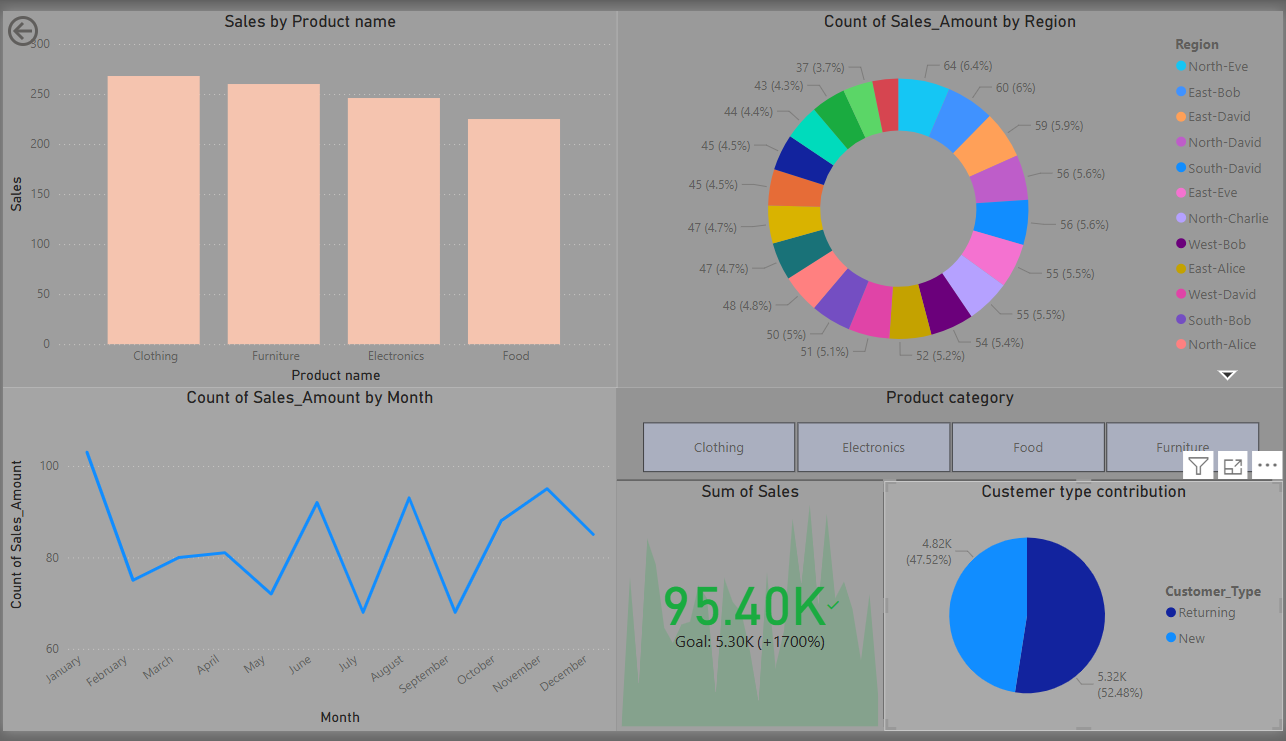 Sales by Product name
Sales
300
250
200
150
100
50
0
Clothing
Furniture
Electronics
Food
Product name
Count of Sales_Amount by Region
64 (6.4%)
60 (6%)
59 (5.9%)
56 (5.6%)
56 (5.6%)
55 (5.5%)
55 (5.5%)
54 (5.4%)
52 (5.2%)
51 (5.1%)
50 (5%)
48 (4.8%)
47 (4.7%)
47 (4.7%)
45 (4.5%)
45 (4.5%)
44 (4.4%)
43 (4.3%)
37 (3.7%)
Region
North-Eve
East-Bob
East-David
North-David
South-David
East-Eve
North-Charlie
West-Bob
East-Alice
West-David
South-Bob
North-Alice
Count of Sales_Amount by Month
Count of Sales_Amount
100
80
60
January
February
March
April
May
June
July
August
September
October
November
December
Month
Product category
Clothing
Electronics
Food
Furniture
Sum of Sales
95.40K
Goal: 5.30K (+1700%)
Custemer type contribution
4.82K
(47.52%)
5.32K
(52.48%)
Customer_Type
Returning
New